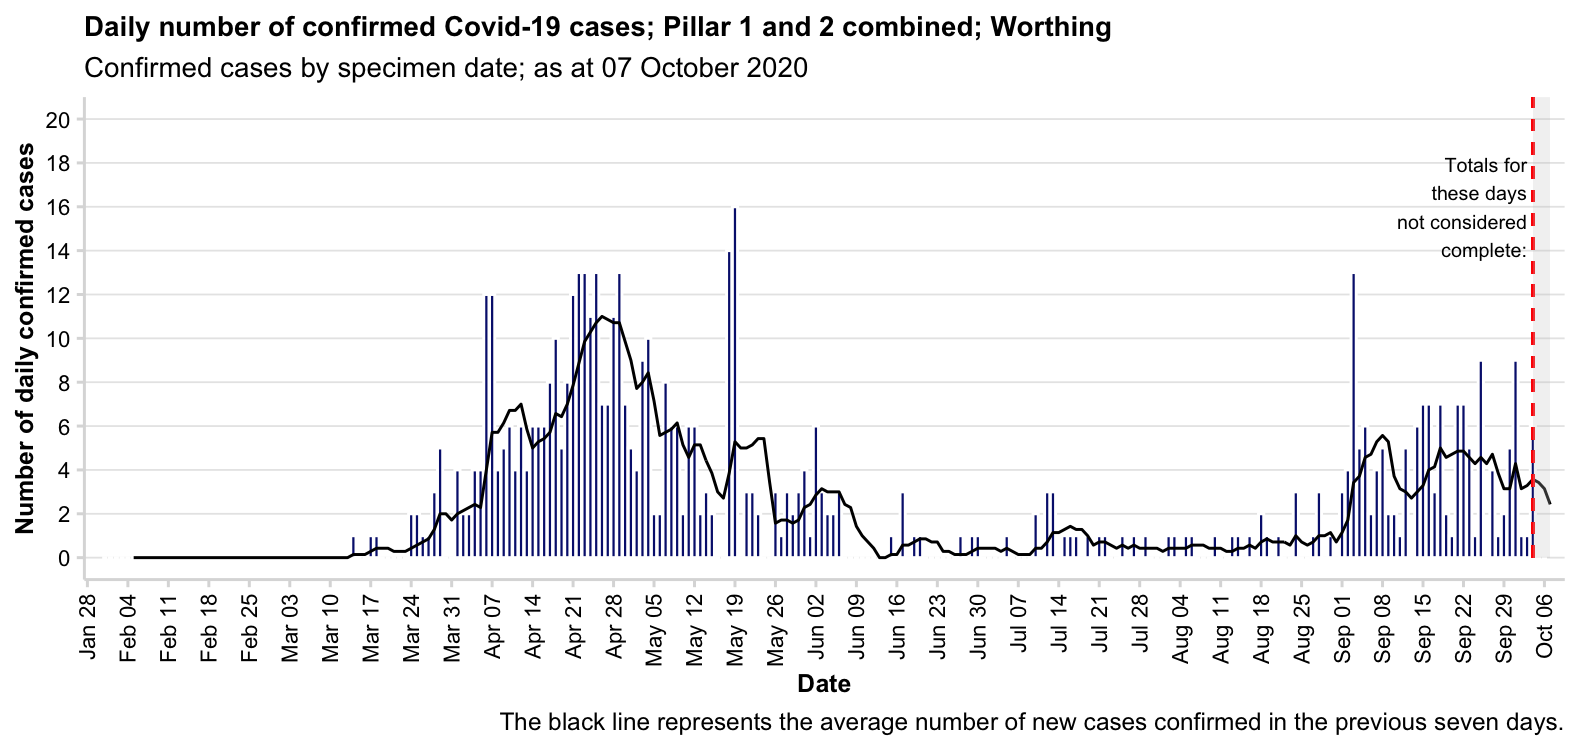 Daily number of confirmed Covid-19 cases; Pillar 1 and 2 combined; Worthing
Confirmed cases by specimen date; as at 07 October 2020
Number of daily confirmed cases
20
18
16
14
12
10
8
6
4
2
0
Totals for
these days
not considered
complete:
Jan 28
Feb 04
Feb 11
Feb 18
Feb 25
Mar 03
Mar 10
Mar 17
Mar 24
Mar 31
Apr 07
Apr 14
Apr 21
Apr 28
May 05
May 12
May 19
May 26
Jun 02
Jun 09
Jun 16
Jun 23
Jun 30
Jul 07
Jul 14
Jul 21
Jul 28
Aug 04
Aug 11
Aug 18
Aug 25
Sep 01
Sep 08
Sep 15
Sep 22
Sep 29
Oct 06
Date
The black line represents the average number of new cases confirmed in the previous seven days.